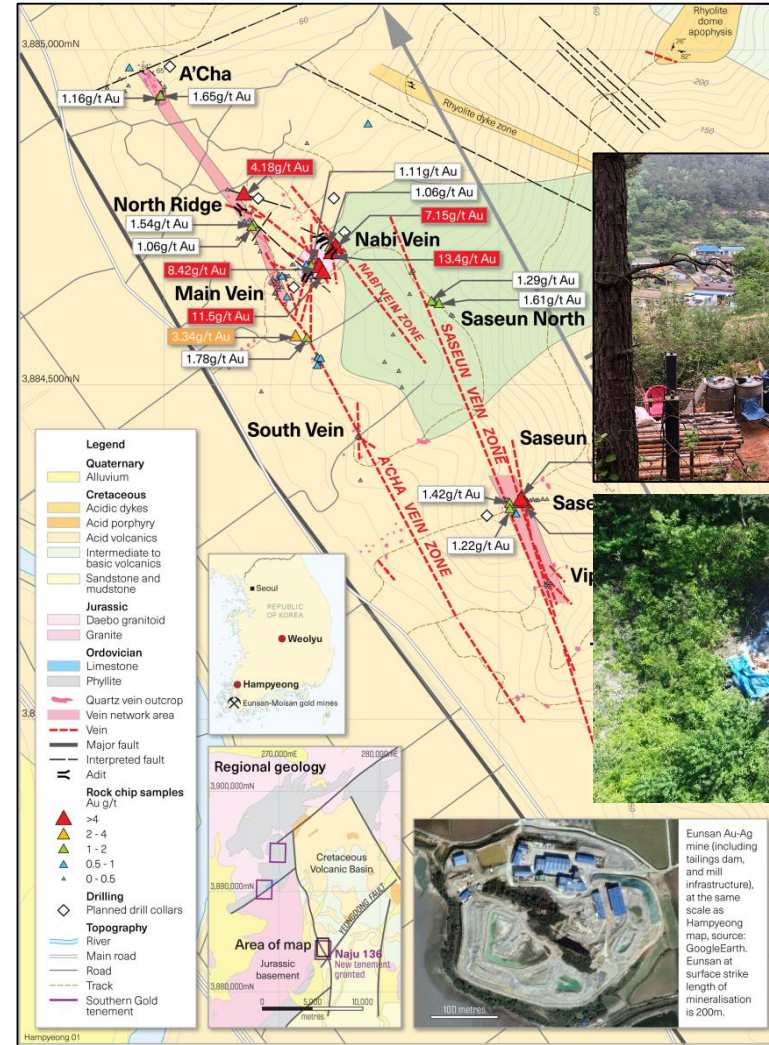 3,885,000mN
50
200
150
Rhyolite
dome
apophysis
28°
82°
A'Cha
65
1.16g/t Au
1.65g/t Au
Rhyolite dyke zone
4.18g/t Au
1.11g/t Au
1.06g/t Au
7.15g/t Au
North Ridge
1.54g/t Au
1.06g/t Au
Nabi Vein
8.42g/t Au
13.4g/t Au
Main Vein
NABI VEIN ZONE
1.29g/t Au
1.61g/t Au
11.5g/t Au
Saseun North
3.34g/t Au
1.78g/t Au
SASEUN VEIN ZONE
3,884,500mN
South Vein
A'CHA VEIN ZONE
Saseun
Sase
1.42g/t Au
1.22g/t Au
Vip
3,8
Legend
Quaternary
Alluvium
Cretaceous
Acidic dykes
Acid porphyry
Acid volcanics
Intermediate to
basic volcanics
Sandstone and
mudstone
Jurassic
Daebo granitoid
Granite
Ordovician
Limestone
Phyllite
Quartz vein outcrop
Vein network area
Vein
Major fault
Interpreted fault
Adit
Rock chip samples
Au g/t
>4
2 - 4
1 - 2
0.5 - 1
0 - 0.5
Drilling
Planned drill collars
Topography
River
Main road
Road
Track
Southern Gold
tenement
Hampyeong 01
Seoul
REPUBLIC
OF KOREA
Weolyu
Hampyeong
Eunsan-Moisan gold mines
270,000mE
280,000mE
Regional geology
3,900,000mN
Cretaceous
Volcanic Basin
3,890,000mN
YEONGDONG FAULT
Area of map
Naju 136
New tenement
granted
Jurassic
basement
3,880,000mN
0
5,000
10,000
metres
100 metres
Eunsan Au-Ag
mine (including
tailings dam,
and mill
infrastructure),
at the same
scale as
Hampyeong
map, source:
GoogleEarth.
Eunsan at
surface strike
length of
mineralisation
is 200m.